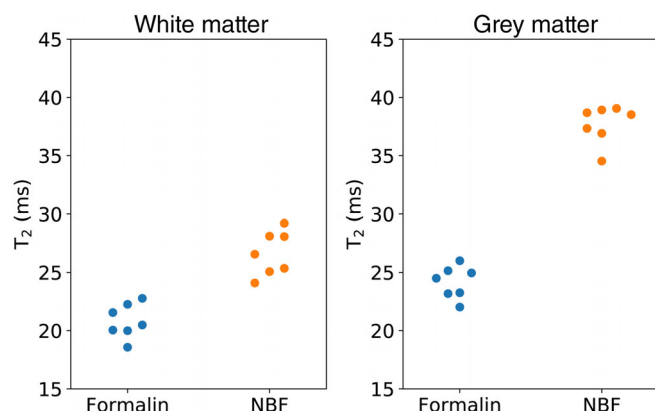 White matter
Grey matter
45
40
35
30
25
20
15
T₂ (ms)
Formalin
NBF
45
40
35
30
25
20
15
T₂ (ms)
Formalin
NBF